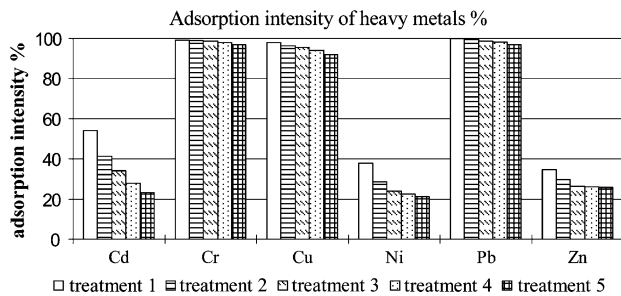 Adsorption intensity of heavy metals %
adsorption intensity %
100
80
60
40
20
0
Cd Cr Cu Ni Pb Zn
treatment 1 treatment 2 treatment 3 treatment 4 treatment 5